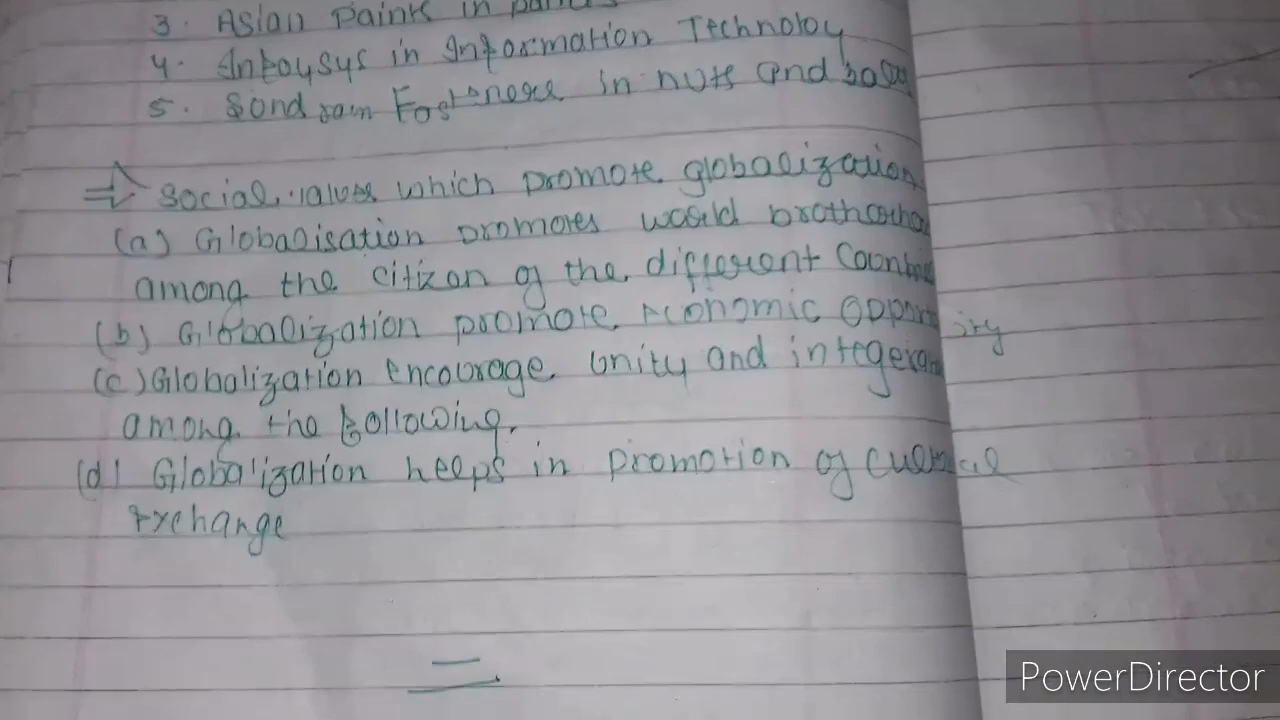 3. Asian Paints in
4. Infoysys in Information Technoloy
5. Sondram Fasteners in nuts and
Social values which promote globalization
(a) Globalisation promotes world
among the citizen of the different
(b) Globalization promote Economic
(c) Globalization encourage Unity and
among the following.
(d) Globalization helps in promotion of
Exchange
PowerDirector